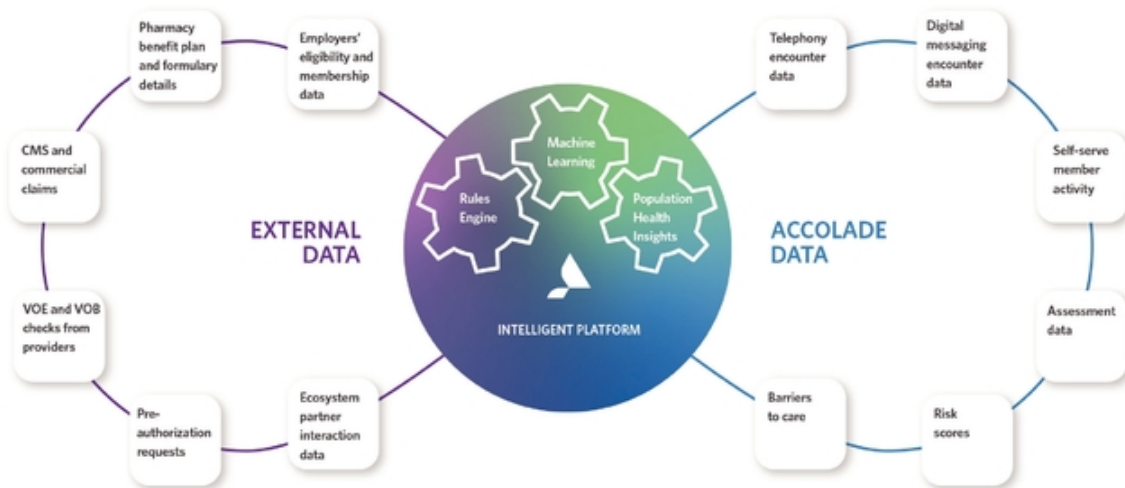 Pharmacy
benefit plan
and formulary
details
Employers'
eligibility and
membership
data
CMS and
commercial
claims
VOE and VOB
checks from
providers
Pre-
authorization
requests
Ecosystem
partner
interaction
data
EXTERNAL
DATA
Rules
Engine
Machine
Learning
Population
Health
Insights
INTELLIGENT PLATFORM
ACCOLADE
DATA
Telephony
encounter
data
Digital
messaging
encounter
data
Self-serve
member
activity
Assessment
data
Risk
scores
Barriers
to care